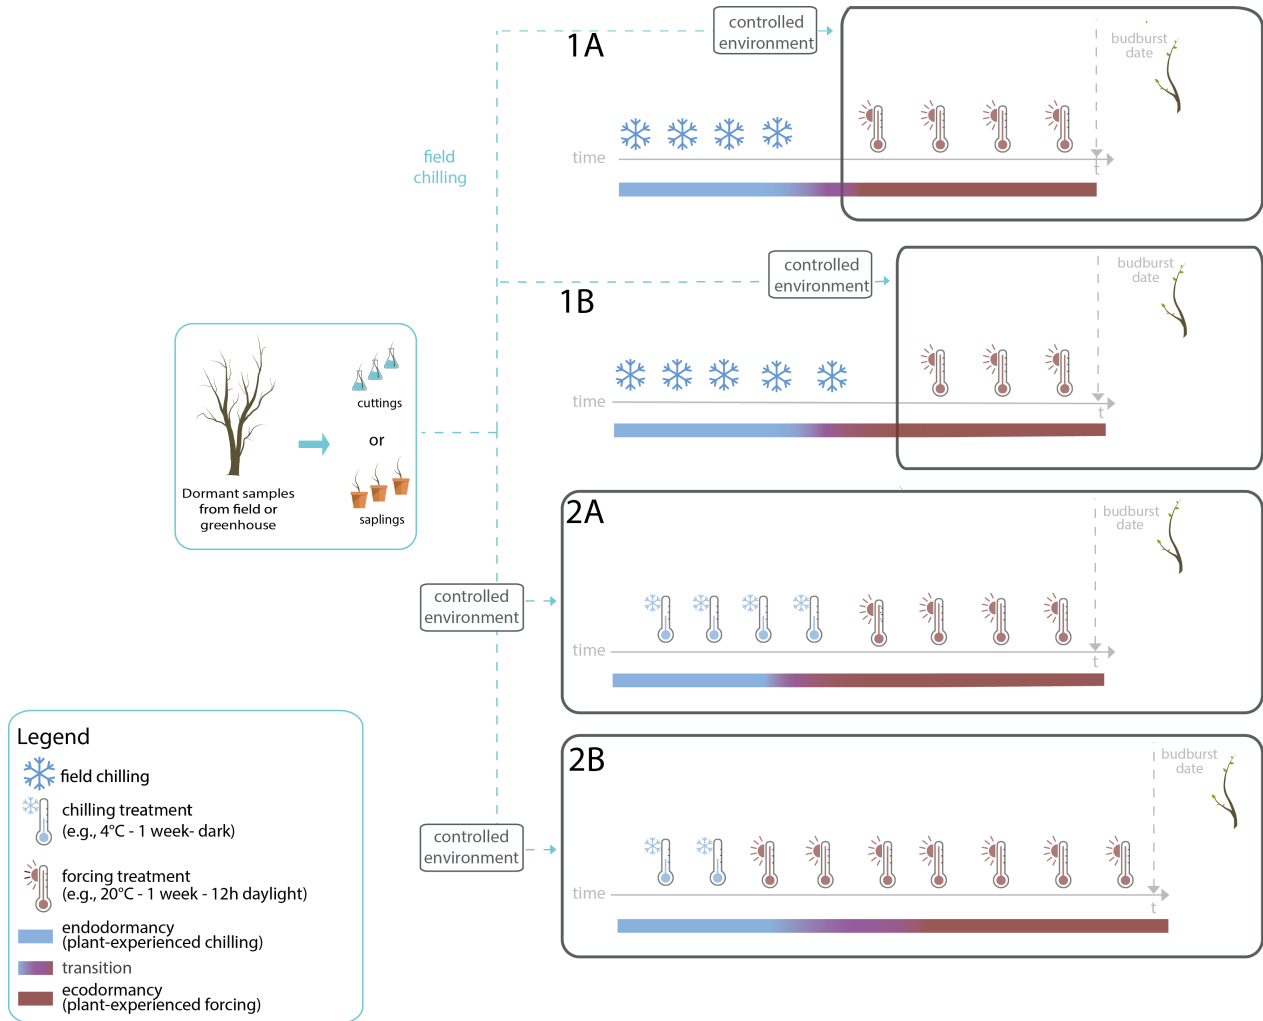 1A
controlled
environment
budburst
date
field
chilling
time
t
1B
controlled
environment
budburst
date
time
t
cuttings
or
saplings
Dormant samples
from field or
greenhouse
2A
controlled
environment
budburst
date
time
t
2B
controlled
environment
budburst
date
time
t
Legend
field chilling
chilling treatment
(e.g., 4°C - 1 week- dark)
forcing treatment
(e.g., 20°C - 1 week - 12h daylight)
endodormancy
(plant-experienced chilling)
transition
ecodormancy
(plant-experienced forcing)